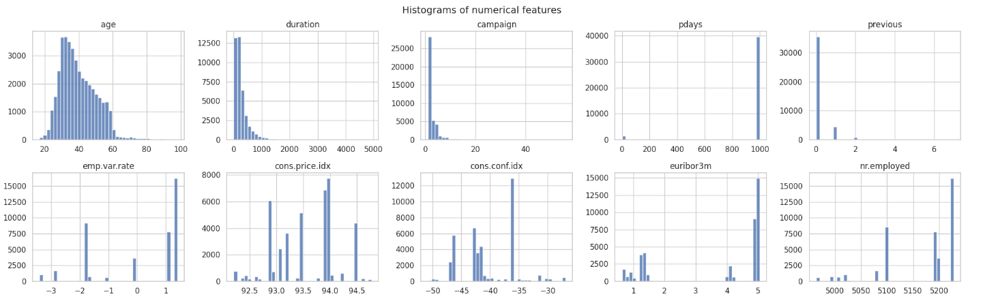 Histograms of numerical features
age
duration
campaign
pdays
previous
3000
2000
1000
0
20 40 60 80 100
12500
10000
7500
5000
2500
0
0 1000 2000 3000 4000 5000
25000
20000
15000
10000
5000
0
0 20 40
40000
30000
20000
10000
0
0 200 400 600 800 1000
30000
20000
10000
0
0 2 4 6
emp.var.rate
cons.price.idx
cons.conf.idx
euribor3m
nr.employed
15000
12500
10000
7500
5000
2500
0
−3 −2 −1 0 1
8000
6000
4000
2000
0
92.5 93.0 93.5 94.0 94.5
12000
10000
8000
6000
4000
2000
0
−50 −45 −40 −35 −30
15000
12500
10000
7500
5000
2500
0
1 2 3 4 5
15000
12500
10000
7500
5000
2500
0
5000 5050 5100 5150 5200